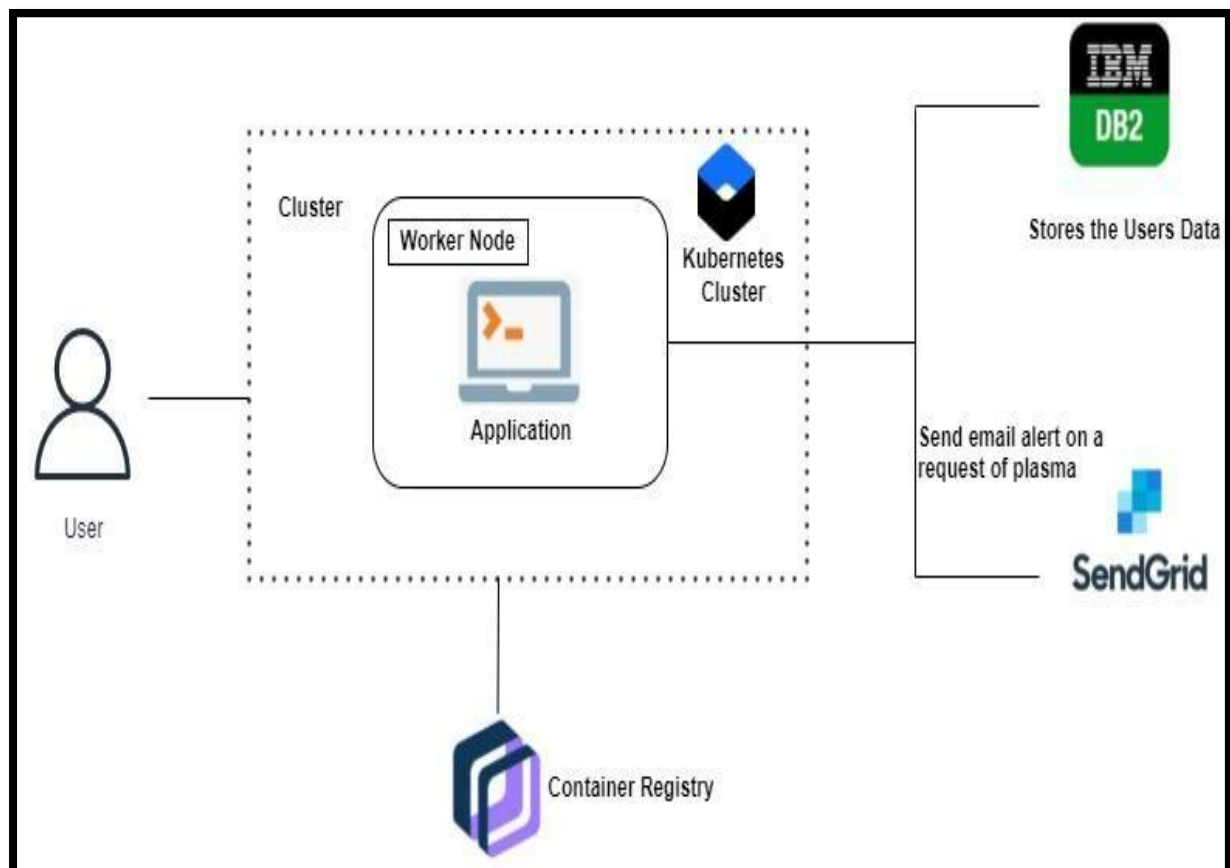 IBM
DB2
Stores the Users Data
Cluster
Worker Node
Kubernetes
Cluster
Application
User
Send email alert on a
request of plasma
SendGrid
Container Registry